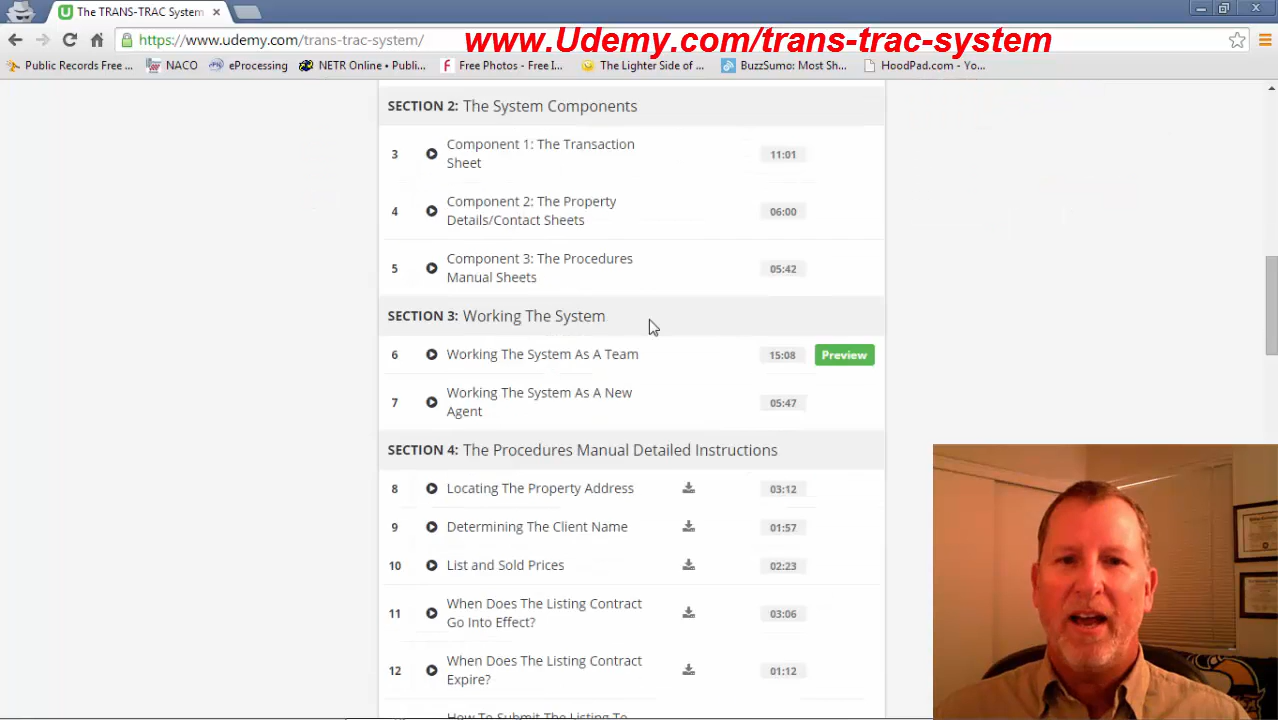 The TRANS-TRAC System
https://www.udemy.com/trans-trac-system/
www.Udemy.com/trans-trac-system
Public Records Free ...
NACO
eProcessing
NETR Online • Publi...
Free Photos - Free I...
The Lighter Side of ...
BuzzSumo: Most Sh...
HoodPad.com - Yo...
SECTION 2: The System Components
3 Component 1: The Transaction Sheet 11:01
4 Component 2: The Property Details/Contact Sheets 06:00
5 Component 3: The Procedures Manual Sheets 05:42
SECTION 3: Working The System
6 Working The System As A Team 15:08 Preview
7 Working The System As A New Agent 05:47
SECTION 4: The Procedures Manual Detailed Instructions
8 Locating The Property Address 03:12
9 Determining The Client Name 01:57
10 List and Sold Prices 02:23
11 When Does The Listing Contract Go Into Effect? 03:06
12 When Does The Listing Contract Expire? 01:12
How To Submit The Listing To